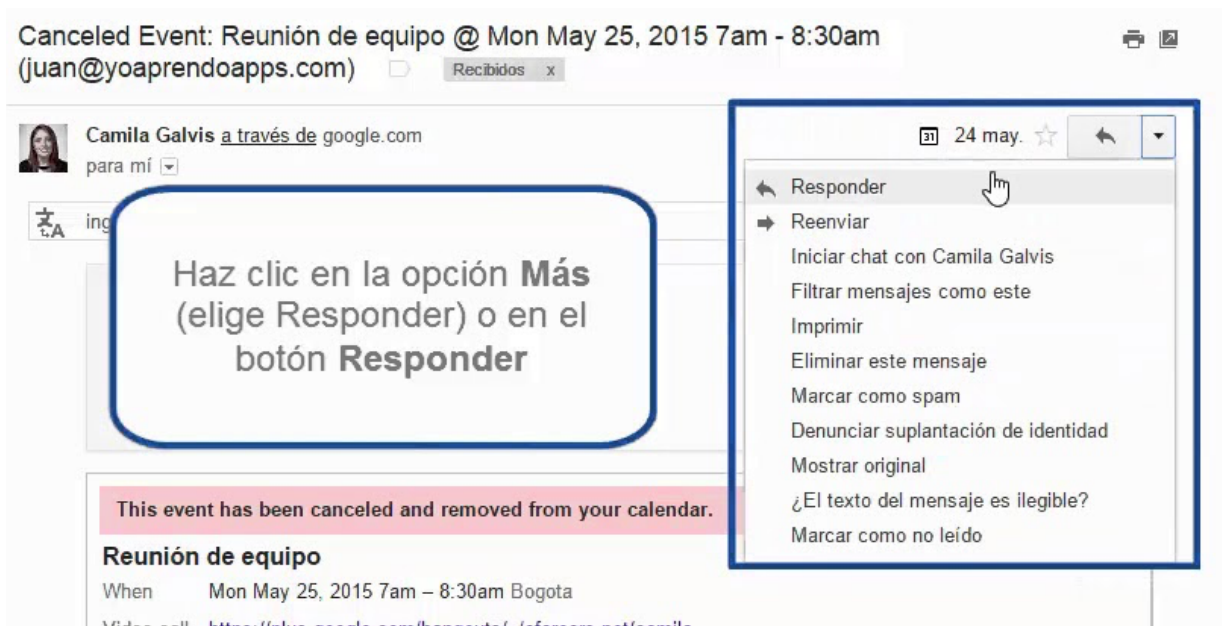 Canceled Event: Reunión de equipo @ Mon May 25, 2015 7am - 8:30am
(juan@yoaprendoapps.com) Recibidos x
Camila Galvis a través de google.com
para mí
31 24 may.
ing
Haz clic en la opción Más
(elige Responder) o en el
botón Responder
Responder
Reenviar
Iniciar chat con Camila Galvis
Filtrar mensajes como este
Imprimir
Eliminar este mensaje
Marcar como spam
Denunciar suplantación de identidad
Mostrar original
¿El texto del mensaje es ilegible?
Marcar como no leído
This event has been canceled and removed from your calendar.
Reunión de equipo
When Mon May 25, 2015 7am – 8:30am Bogota
Video call